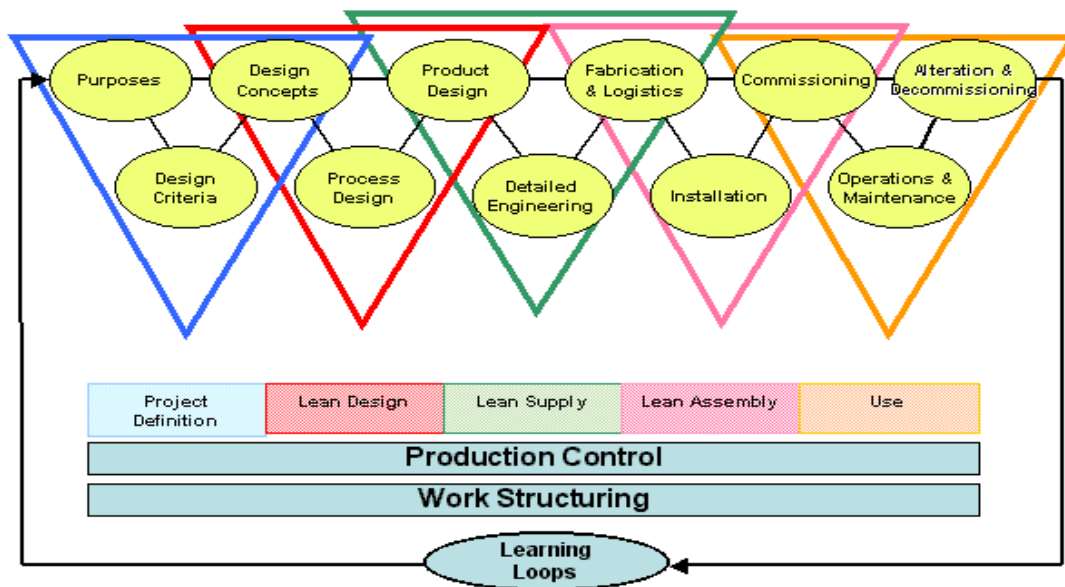 Purposes
Design
Concepts
Product
Design
Fabrication
& Logistics
Commissioning
Alteration &
Decommissioning
Design
Criteria
Process
Design
Detailed
Engineering
Installation
Operations &
Maintenance
Project
Definition
Lean Design
Lean Supply
Lean Assembly
Use
Production Control
Work Structuring
Learning
Loops